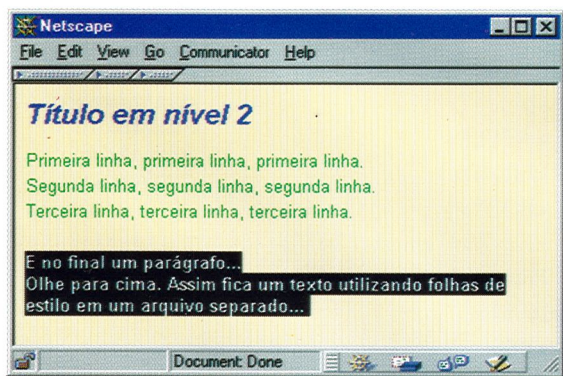 Netscape
File Edit View Go Communicator Help
Título em nível 2
Primeira linha, primeira linha, primeira linha.
Segunda linha, segunda linha, segunda linha.
Terceira linha, terceira linha, terceira linha.
E no final um parágrafo...
Olhe para cima. Assim fica um texto utilizando folhas de
estilo em um arquivo separado...
Document: Done